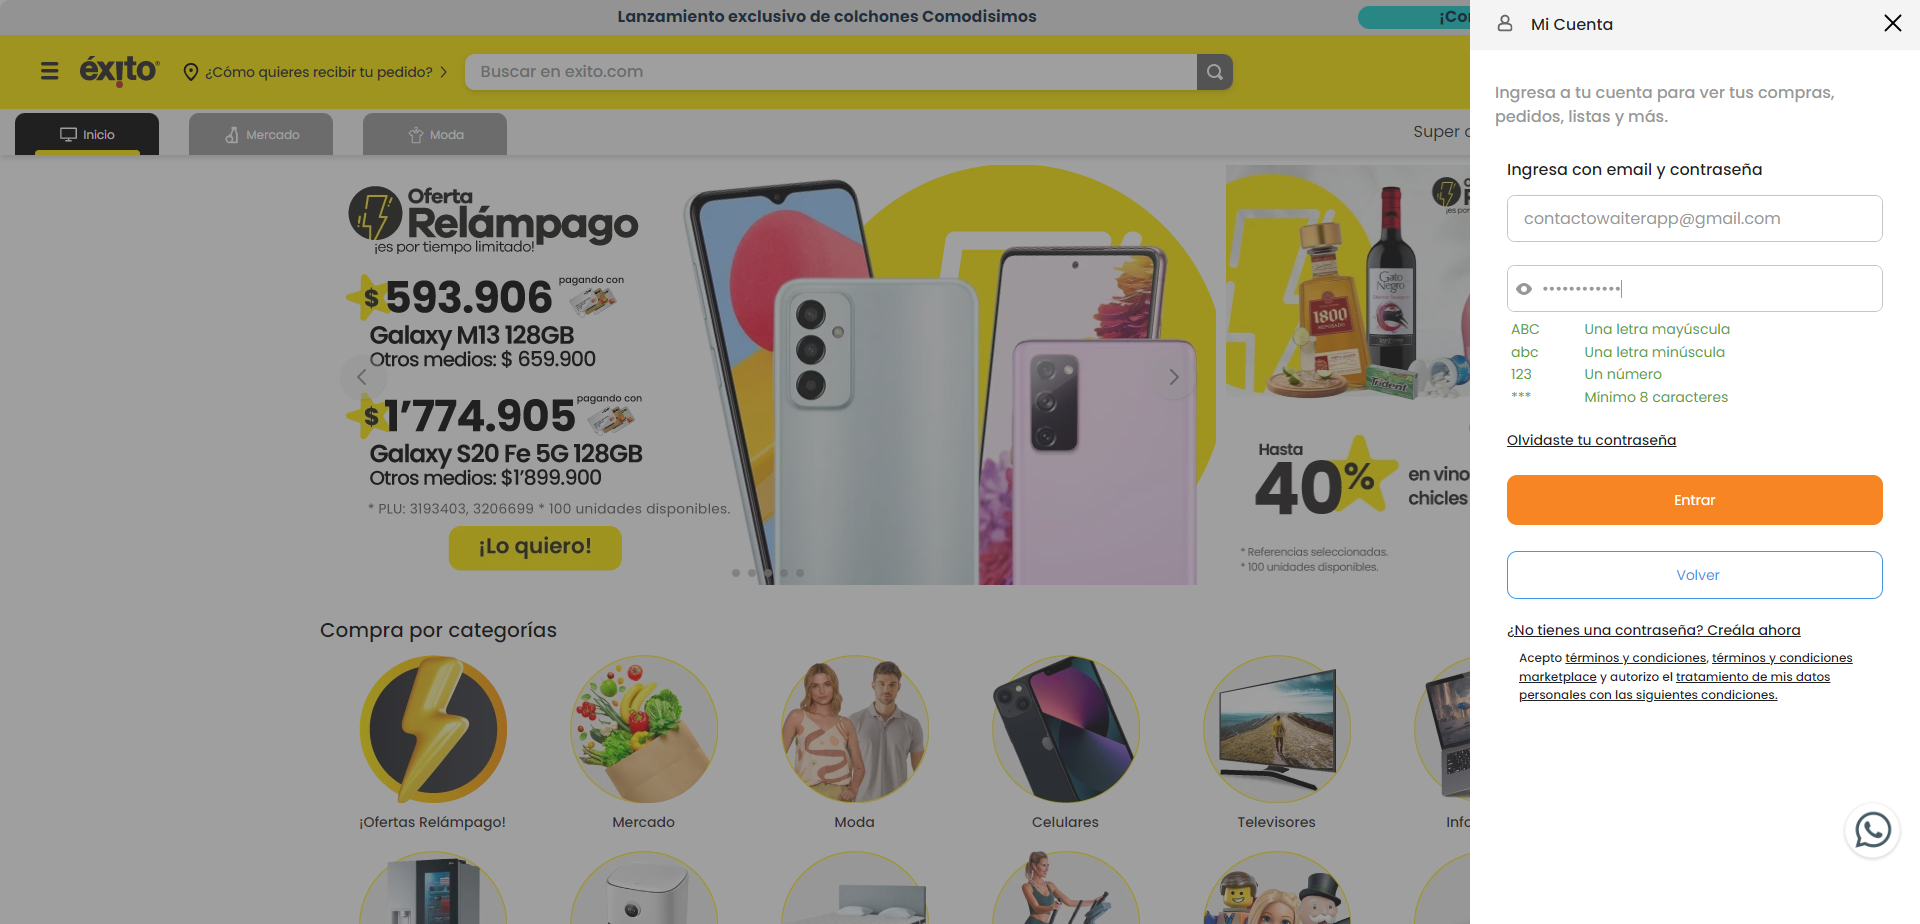 Lanzamiento exclusivo de colchones Comodisimos
éxito
¿Cómo quieres recibir tu pedido?
Buscar en exito.com
Inicio
Mercado
Moda
Oferta
Relámpago
¡es por tiempo limitado!
$593.906
pagando con
Galaxy M13 128GB
Otros medios: $ 659.900
$1'774.905
pagando con
Galaxy S20 Fe 5G 128GB
Otros medios: $1'899.900
* PLU: 3193403, 3206699 * 100 unidades disponibles.
¡Lo quiero!
1800
Gato
Negro
Trident
Hasta
40%
en vino
chicles
* Referencias seleccionadas.
* 100 unidades disponibles.
Compra por categorías
¡Ofertas Relámpago!
Mercado
Moda
Celulares
Televisores
Mi Cuenta
Ingresa a tu cuenta para ver tus compras,
pedidos, listas y más.
Ingresa con email y contraseña
contactowaiterapp@gmail.com
••••••••••••
ABC Una letra mayúscula
abc Una letra minúscula
123 Un número
*** Mínimo 8 caracteres
Olvidaste tu contraseña
Entrar
Volver
¿No tienes una contraseña? Creála ahora
Acepto términos y condiciones, términos y condiciones
marketplace y autorizo el tratamiento de mis datos
personales con las siguientes condiciones.